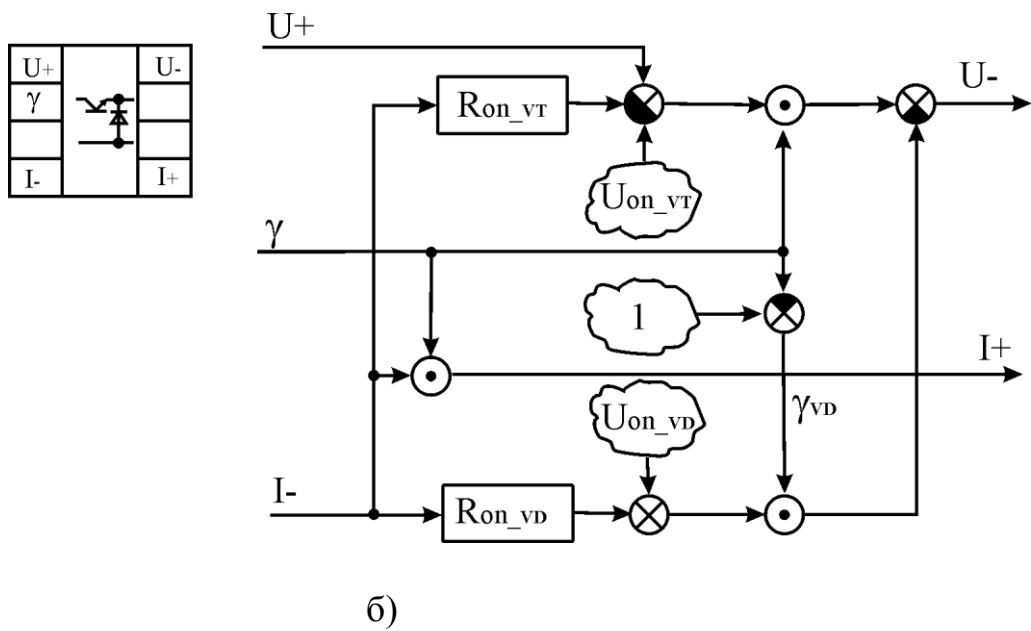 U+ U-
γ
I- I+
U+
U-
Ron_VT
Uon_VT
γ
1
I+
Uon_VD
γVD
I-
Ron_VD
б)